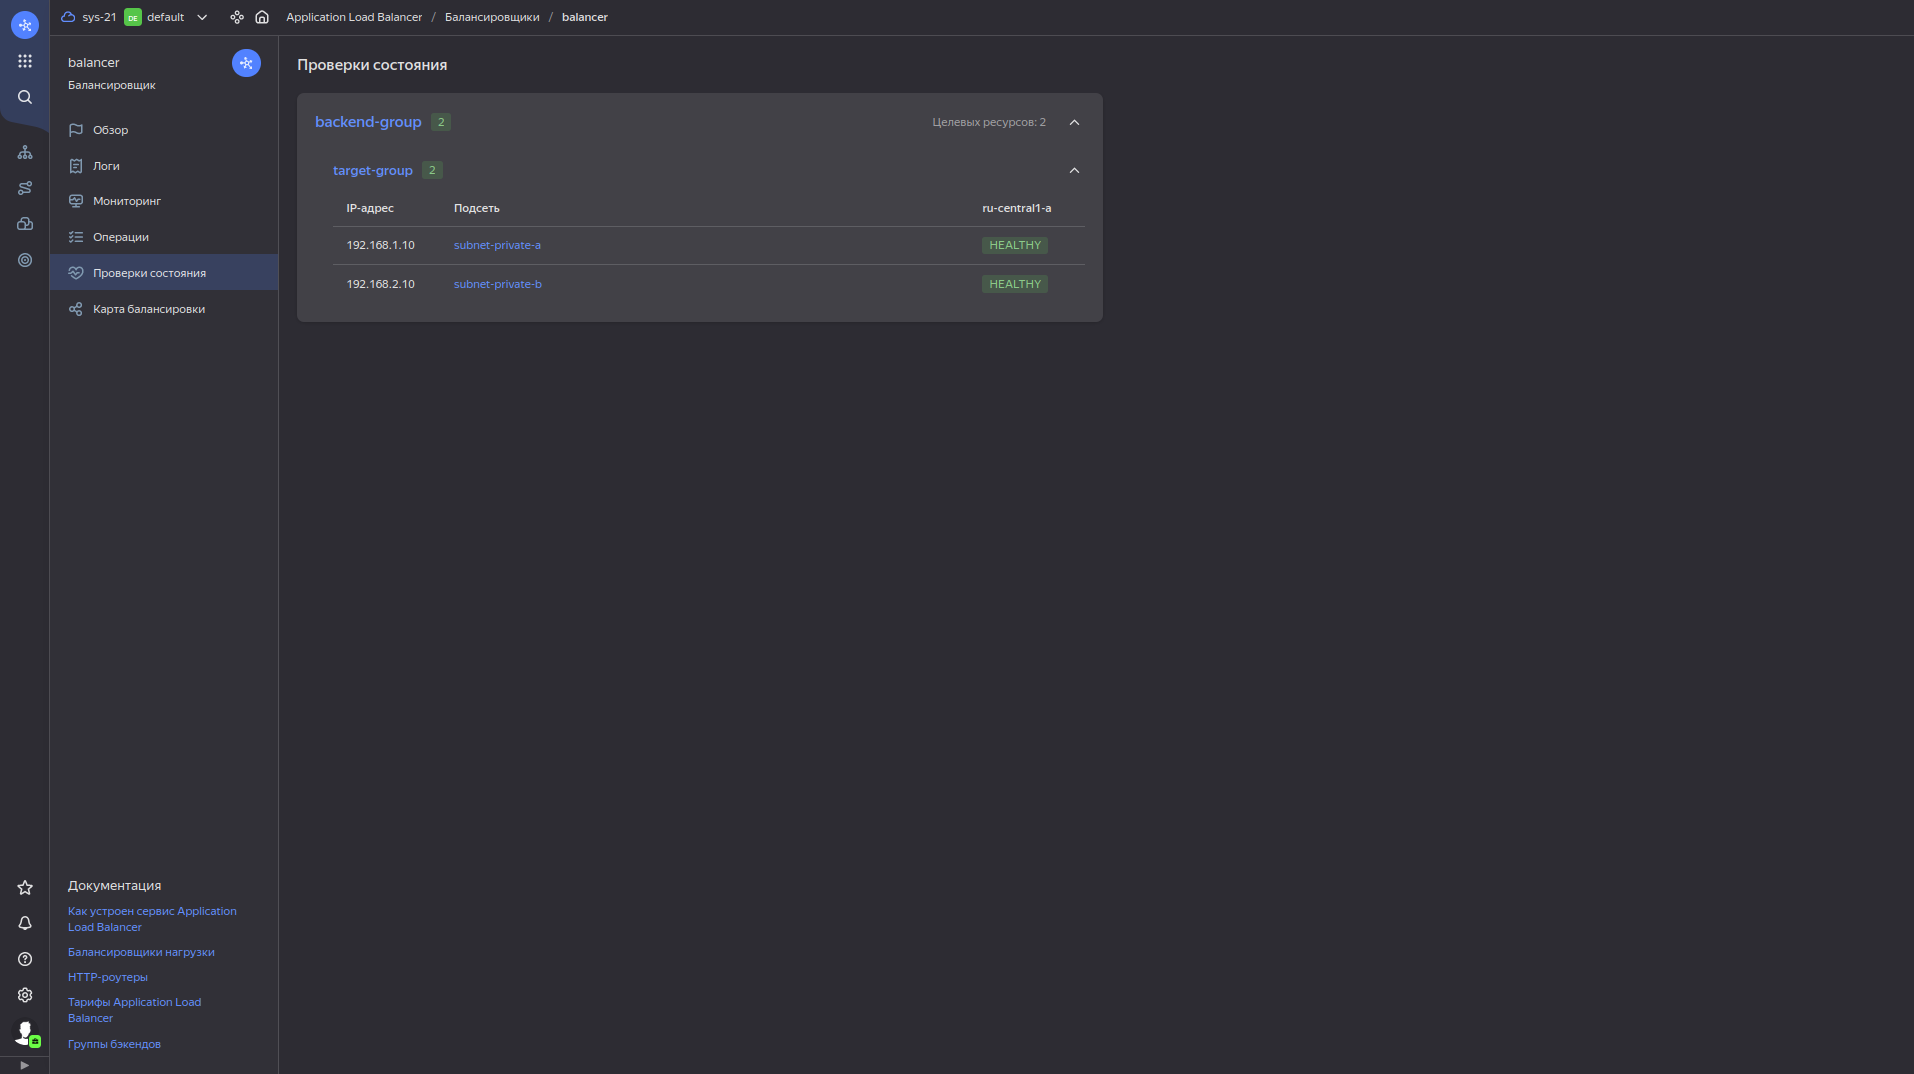 sys-21 DE default Application Load Balancer / Балансировщики / balancer
balancer
Балансировщик
Обзор
Логи
Мониторинг
Операции
Проверки состояния
Карта балансировки
Документация
Как устроен сервис Application
Load Balancer
Балансировщики нагрузки
HTTP-роутеры
Тарифы Application Load
Balancer
Группы бэкендов
Проверки состояния
backend-group 2 Целевых ресурсов: 2
target-group 2
IP-адрес Подсеть ru-central1-a
192.168.1.10 subnet-private-a HEALTHY
192.168.2.10 subnet-private-b HEALTHY